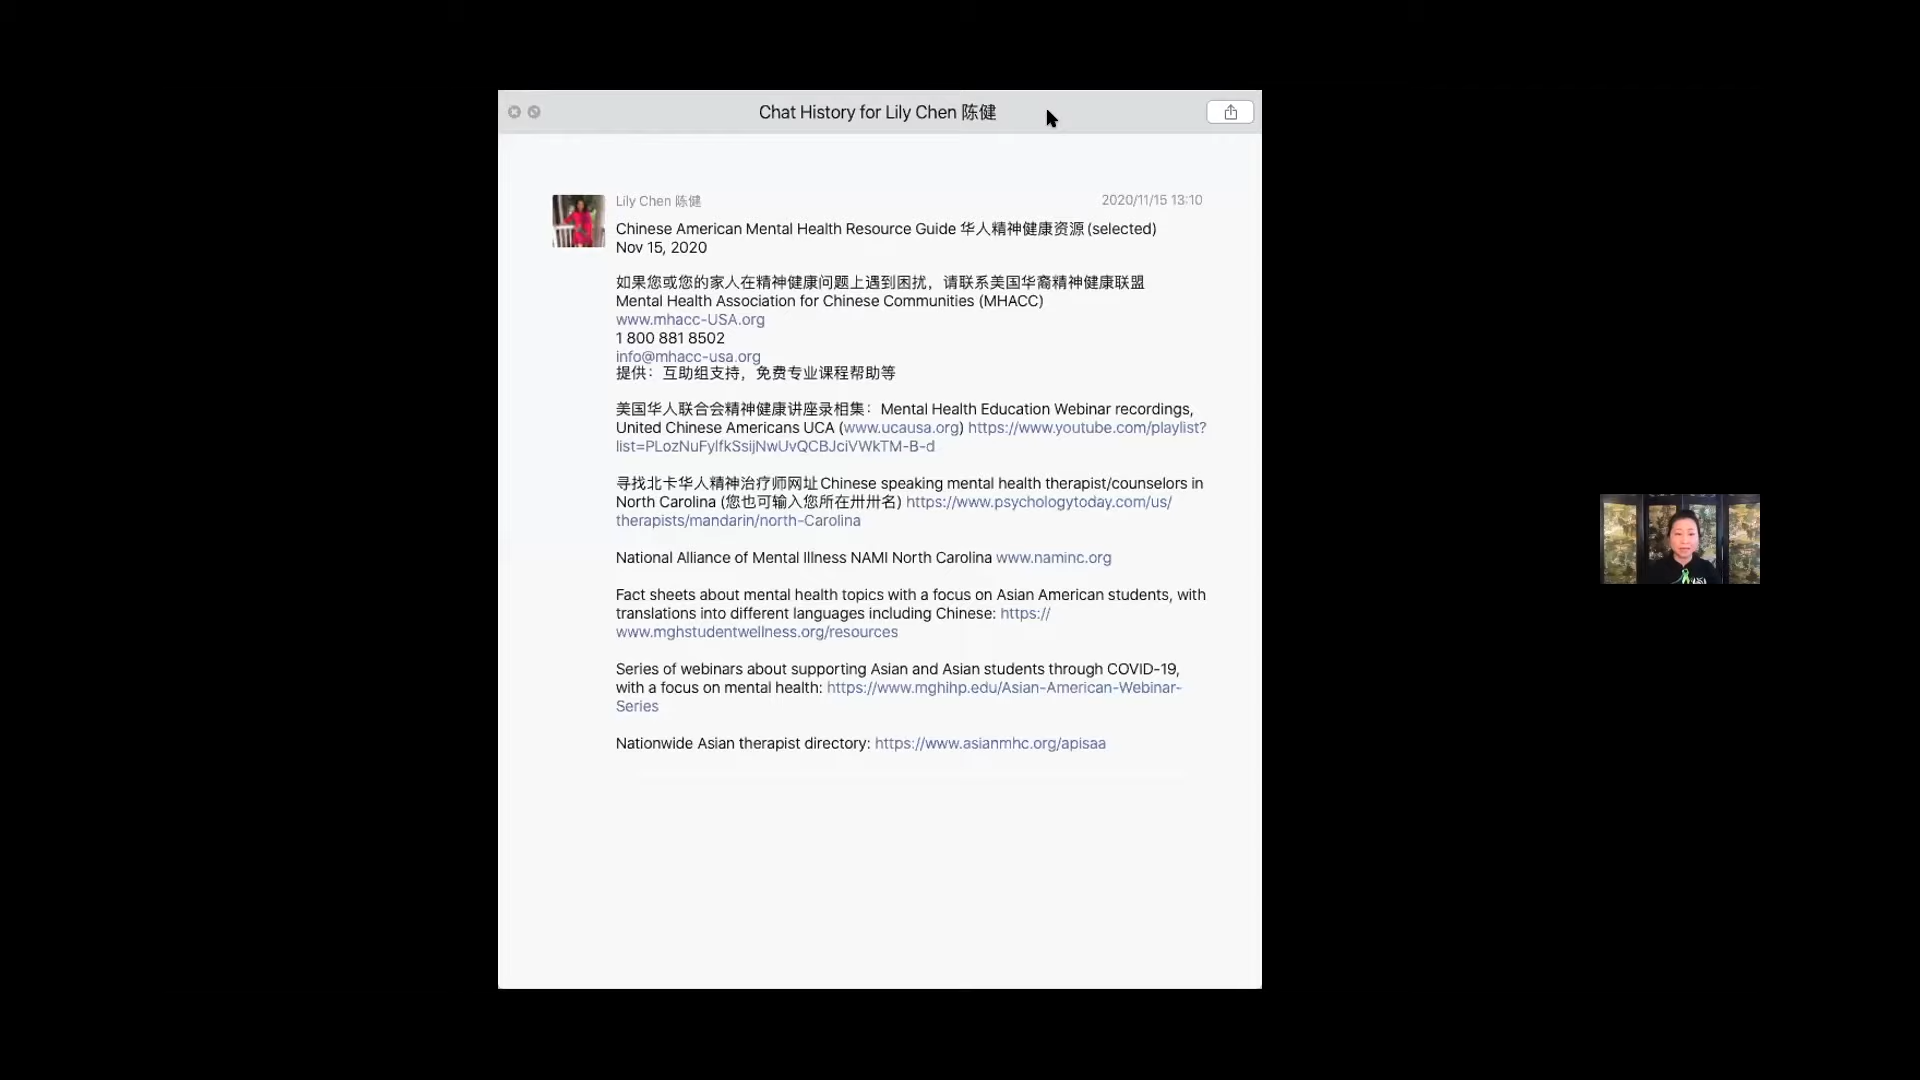 Chat History for Lily Chen 陈健
Lily Chen 陈健
2020/11/15 13:10
Chinese American Mental Health Resource Guide 华人精神健康资源 (selected)
Nov 15, 2020
如果您或您的家人在精神健康问题上遇到困扰，请联系美国华裔精神健康联盟
Mental Health Association for Chinese Communities (MHACC)
www.mhacc-USA.org
1 800 881 8502
info@mhacc-usa.org
提供：互助组支持，免费专业课程帮助等
美国华人联合会精神健康讲座录相集：Mental Health Education Webinar recordings,
United Chinese Americans UCA (www.ucausa.org) https://www.youtube.com/playlist?
list=PLozNuFylfkSsijNwUvQCBJciVWkTM-B-d
寻找北卡华人精神治疗师网址Chinese speaking mental health therapist/counselors in
North Carolina (您也可输入您所在卅卅名) https://www.psychologytoday.com/us/
therapists/mandarin/north-Carolina
National Alliance of Mental Illness NAMI North Carolina www.naminc.org
Fact sheets about mental health topics with a focus on Asian American students, with
translations into different languages including Chinese: https://
www.mghstudentwellness.org/resources
Series of webinars about supporting Asian and Asian students through COVID-19,
with a focus on mental health: https://www.mghihp.edu/Asian-American-Webinar-
Series
Nationwide Asian therapist directory: https://www.asianmhc.org/apisaa